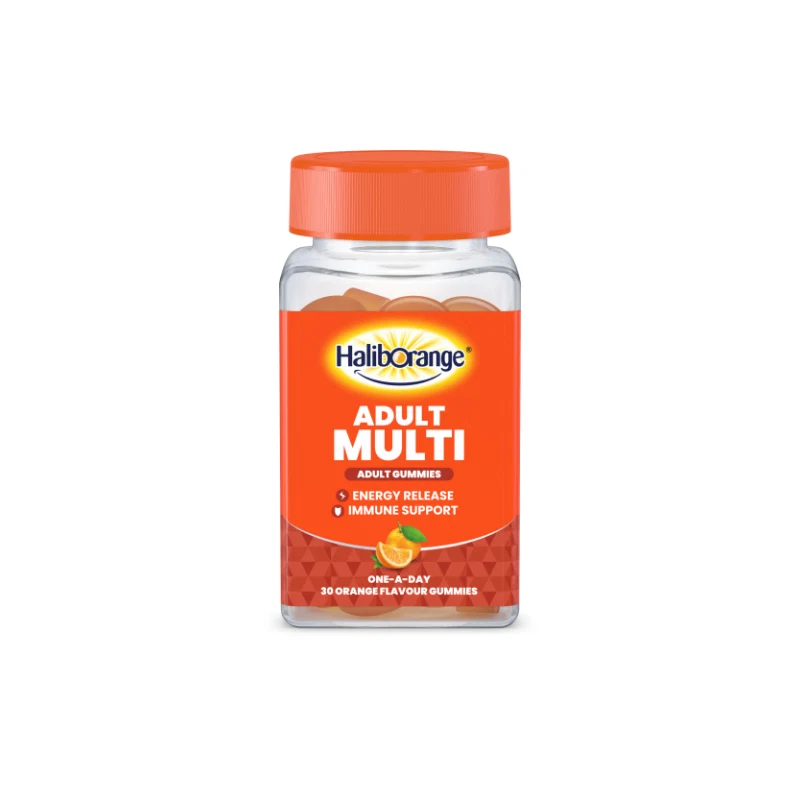 HalibOrange®
ADULT
MULTI
ADULT GUMMIES
ENERGY RELEASE
IMMUNE SUPPORT
ONE-A-DAY
30 ORANGE FLAVOUR GUMMIES